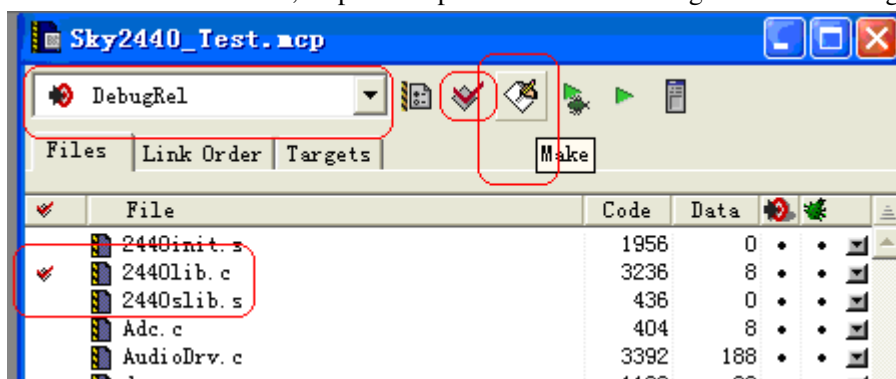 Sky2440_Test.mcp
DebugRel
Files Link Order Targets
Make
File Code Data
2440init.s 1956 0
2440lib.c 3236 8
2440slib.s 436 0
Adc.c 404 8
AudioDrv.c 3392 188